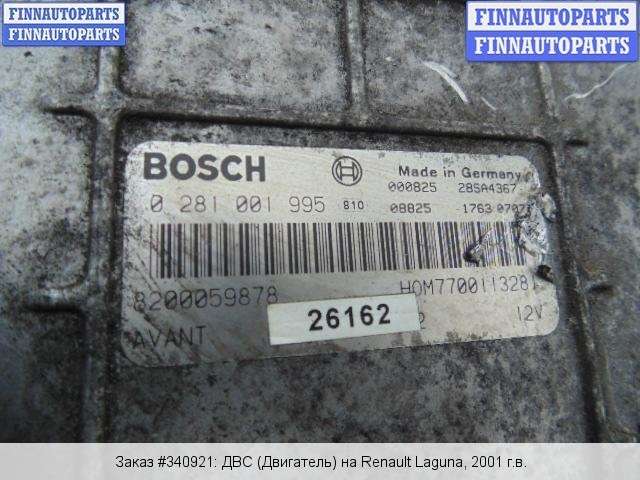 FINNAUTOPARTS FINNAUTOPARTS
FINNAUTOPARTS FINNAUTOPARTS
BOSCH Made in Germany
000825 28SA4367
0 281 001 995 810 08825 1763
8200059878 HOM7700113281
26162
AVANT 2 12V
Заказ #340921: ДВС (Двигатель) на Renault Laguna, 2001 г.в.